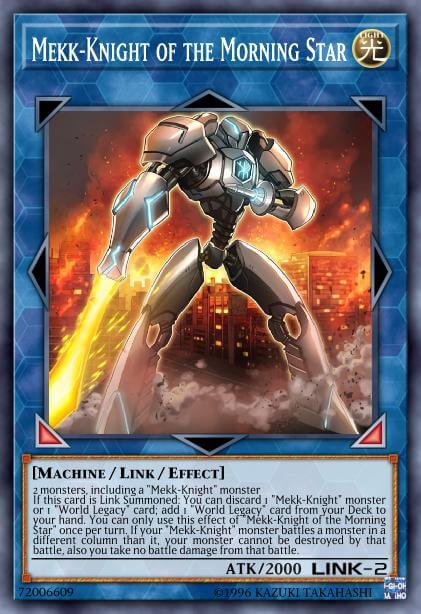 MEKK-KNIGHT OF THE MORNING STAR
LIGHT
光
[MACHINE / LINK / EFFECT]
2 monsters, including a "Mekk-Knight" monster
If this card is Link Summoned: You can discard 1 "Mekk-Knight" monster
or 1 "World Legacy" card; add 1 "World Legacy" card from your Deck to
your hand. You can only use this effect of "Mekk-Knight of the Morning
Star" once per turn. If your "Mekk-Knight" monster battles a monster in a
different column than it, your monster cannot be destroyed by that
battle, also you take no battle damage from that battle.
ATK/2000 LINK-2
72006609 ©1996 KAZUKI TAKAHASHI